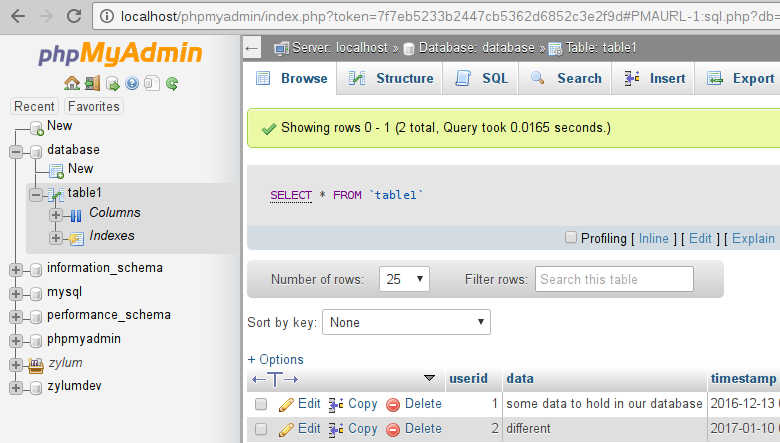 localhost/phpmyadmin/index.php?token=7f7eb5233b2447cb5362d6852c3e2f9d#PMAURL-1:sql.php?db=
phpMyAdmin
Recent Favorites
New
database
New
table1
Columns
Indexes
information_schema
mysql
performance_schema
phpmyadmin
zylum
zylumdev
Server: localhost » Database: database » Table: table1
Browse Structure SQL Search Insert Export
Showing rows 0 - 1 (2 total, Query took 0.0165 seconds.)
SELECT * FROM `table1`
Profiling [ Inline ] [ Edit ] [ Explain
Number of rows: 25 Filter rows: Search this table
Sort by key: None
+ Options
←T→ userid data timestamp
Edit Copy Delete 1 some data to hold in our database 2016-12-13 0
Edit Copy Delete 2 different 2017-01-10 0